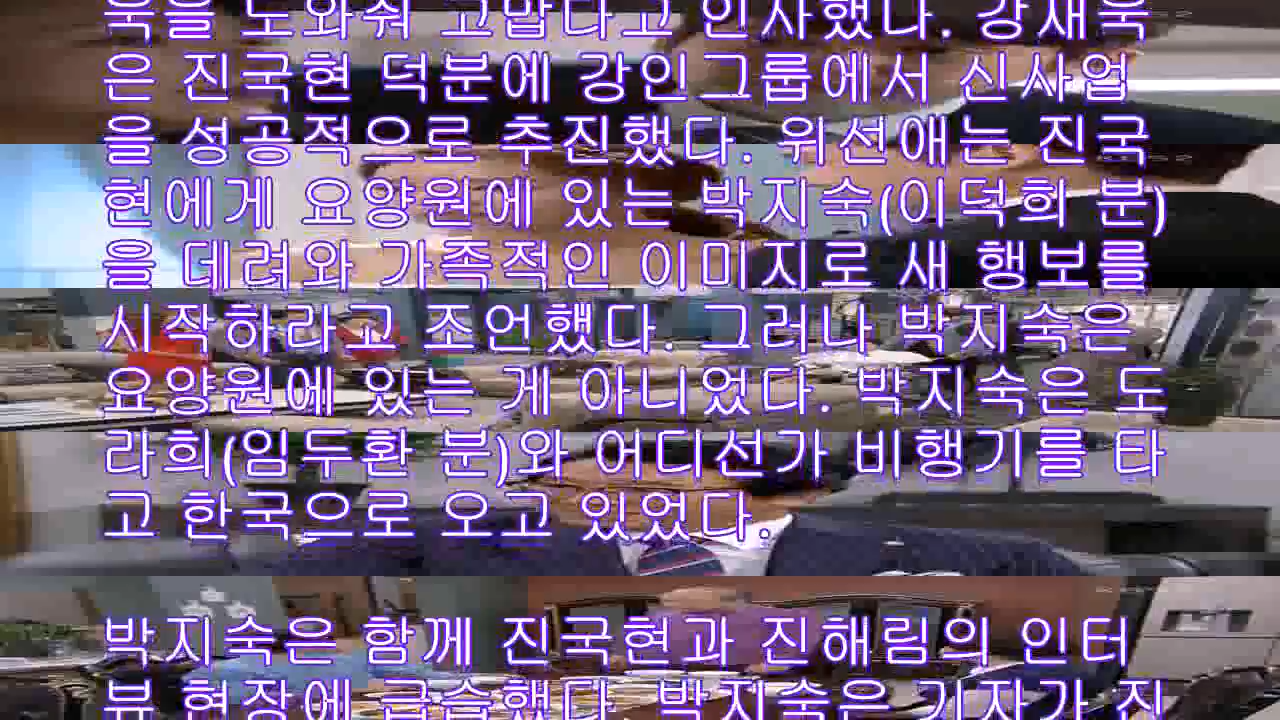 욱을 도와줘 고맙다고 인사했다. 강재욱
은 진국현 덕분에 강인그룹에서 신사업
을 성공적으로 추진했다. 위선애는 진국
현에게 요양원에 있는 박지숙(이덕희 분)
을 데려와 가족적인 이미지로 새 행보를
시작하라고 조언했다. 그러나 박지숙은
요양원에 있는 게 아니었다. 박지숙은 도
라희(임두환 분)와 어디선가 비행기를 타
고 한국으로 오고 있었다.
박지숙은 함께 진국현과 진해림의 인터
뷰 현장에 급습했다. 박지숙은 기자가 진